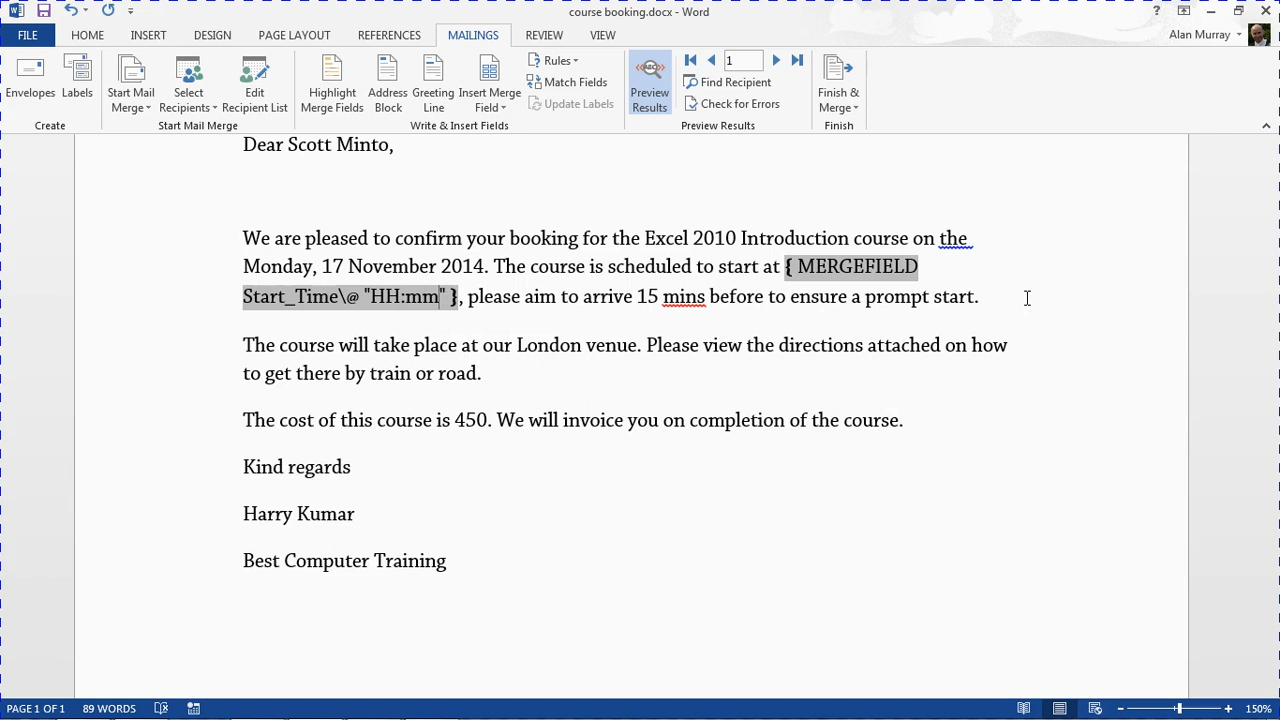 course booking.docx - Word
?
FILE HOME INSERT DESIGN PAGE LAYOUT REFERENCES MAILINGS REVIEW VIEW Alan Murray
Envelopes
Labels
Create
Start Mail
Merge
Select
Recipients
Edit
Recipient List
Start Mail Merge
Highlight
Merge Fields
Address
Block
Greeting
Line
Insert Merge
Field
Rules
Match Fields
Update Labels
Write & Insert Fields
ABC
Preview
Results
1
Find Recipient
Check for Errors
Preview Results
Finish &
Merge
Finish
Dear Scott Minto,
We are pleased to confirm your booking for the Excel 2010 Introduction course on the
Monday, 17 November 2014. The course is scheduled to start at { MERGEFIELD
Start_Time\@ "HH:mm" }, please aim to arrive 15 mins before to ensure a prompt start.
The course will take place at our London venue. Please view the directions attached on how
to get there by train or road.
The cost of this course is 450. We will invoice you on completion of the course.
Kind regards
Harry Kumar
Best Computer Training
PAGE 1 OF 1 89 WORDS 150%